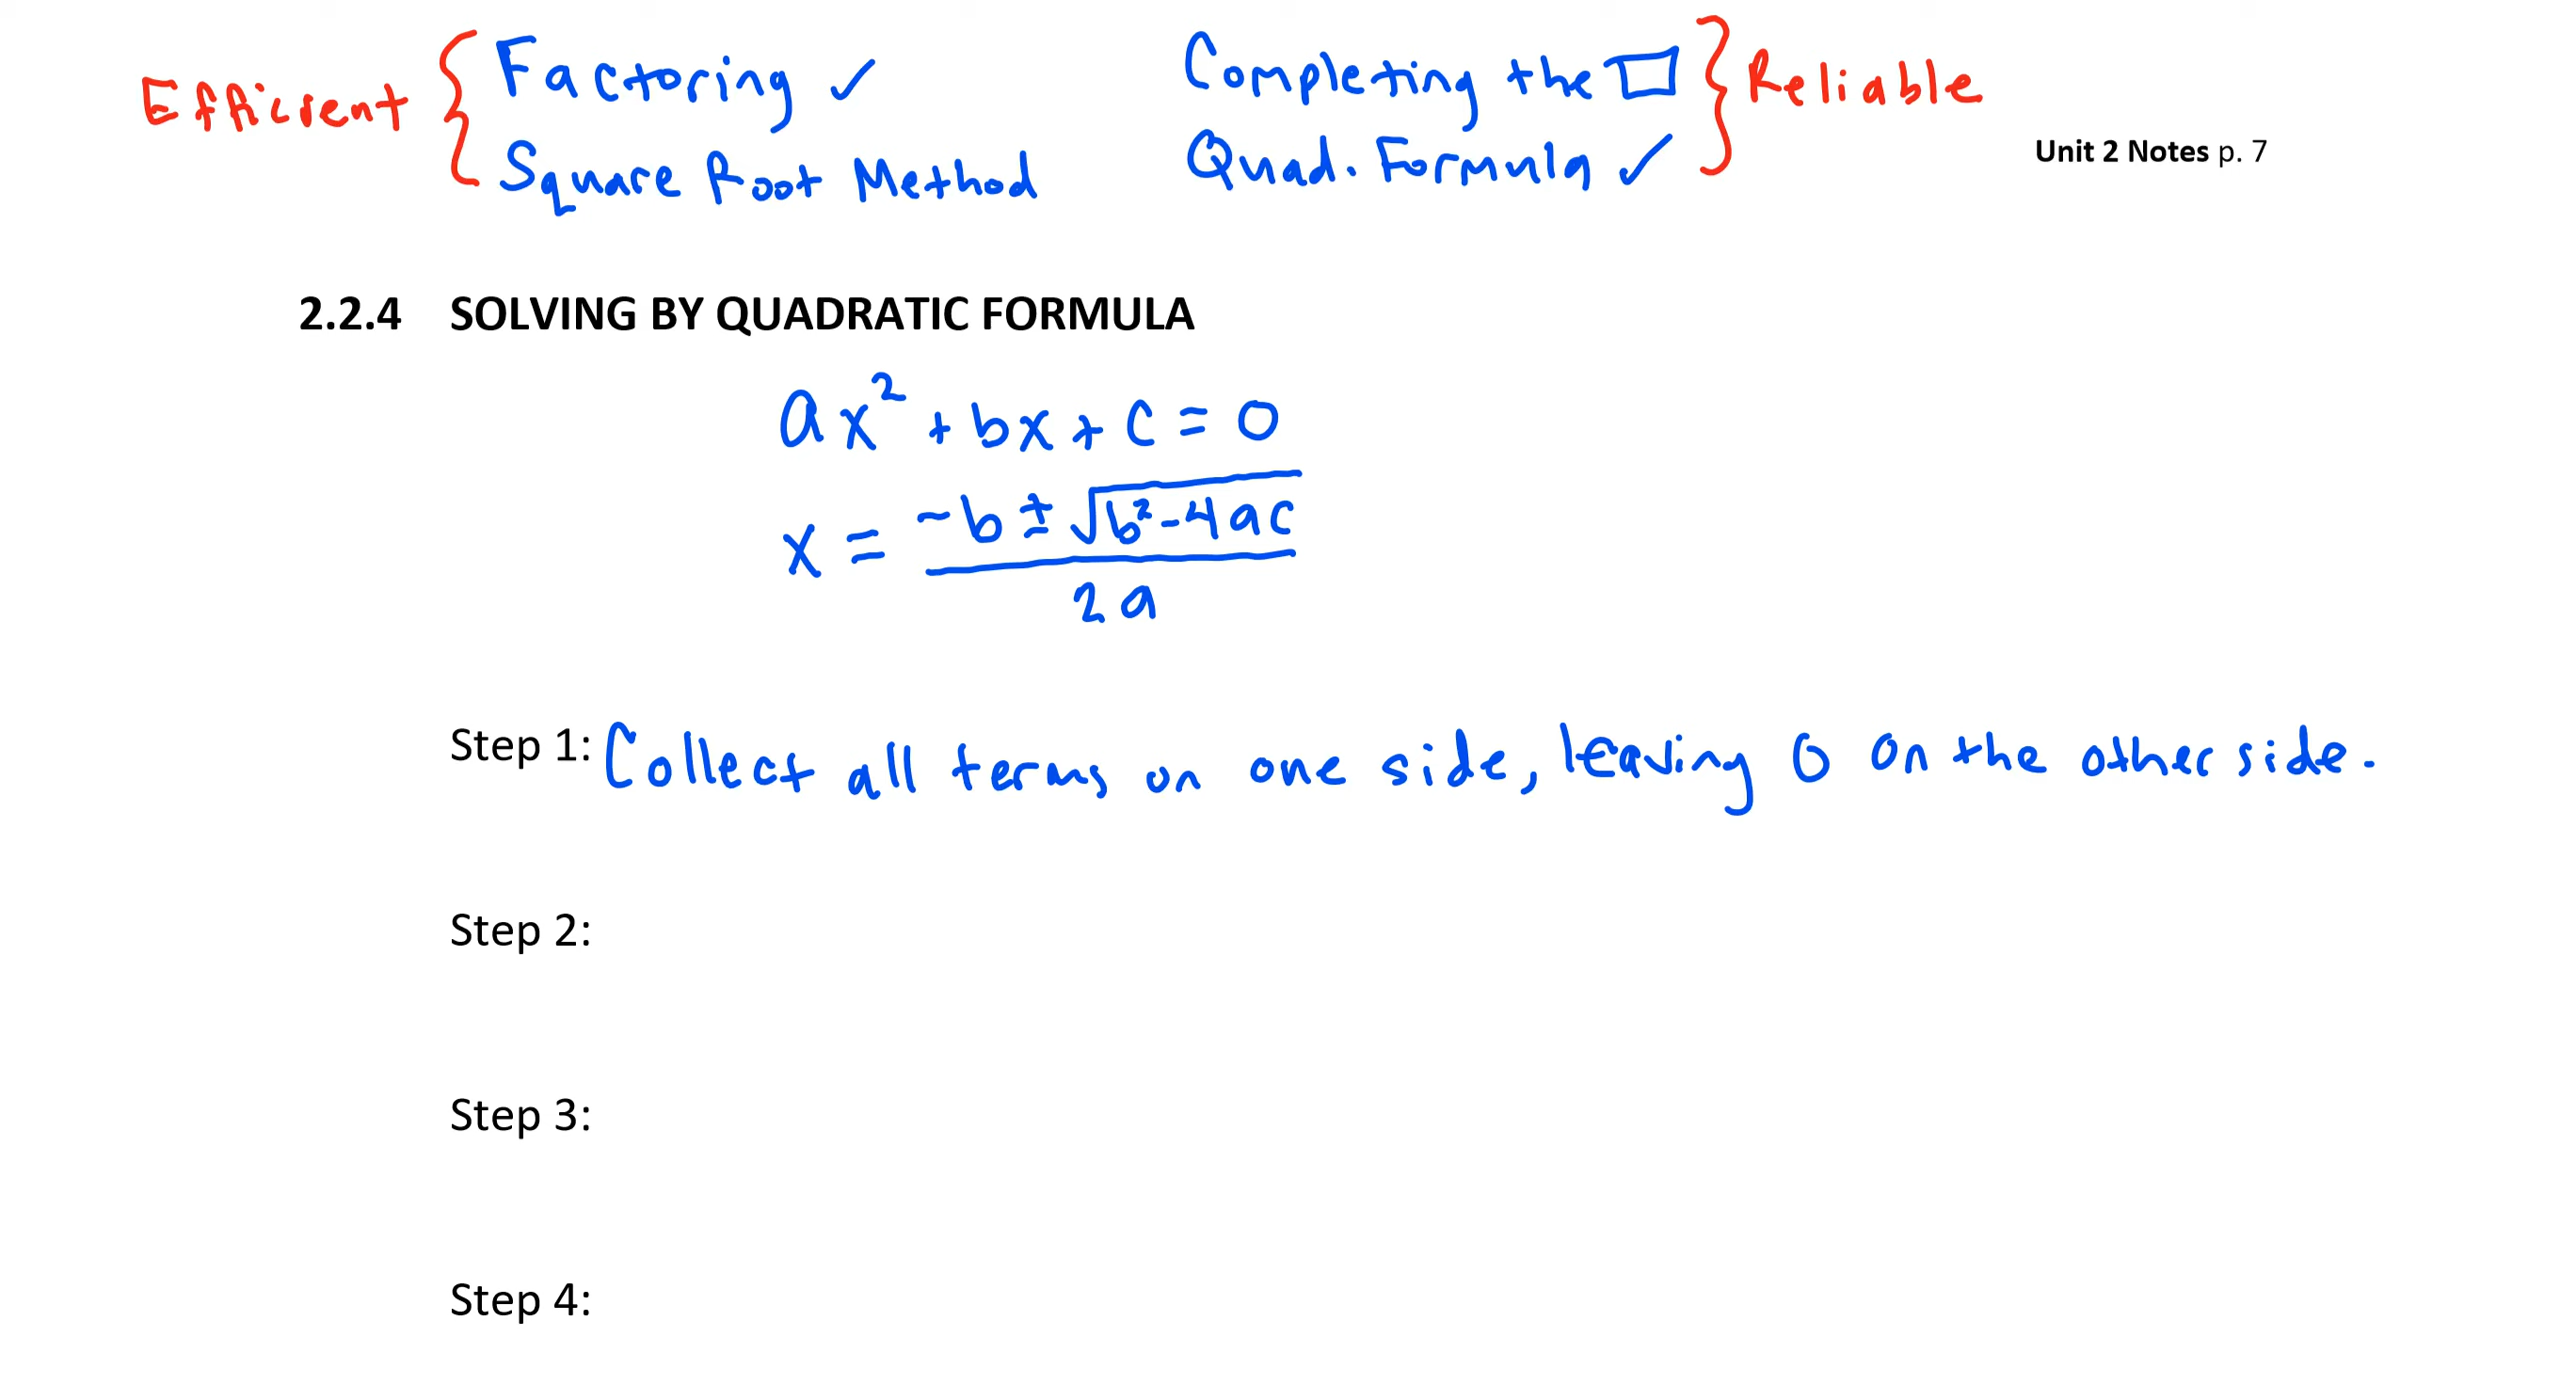 Efficient { Factoring ✓ Completing the □ } Reliable
Square Root Method Quad. Formula ✓
Unit 2 Notes p. 7
2.2.4 SOLVING BY QUADRATIC FORMULA
ax² + bx + c = 0
x = (-b ± √(b²-4ac)) / 2a
Step 1: Collect all terms on one side, leaving 0 on the other side.
Step 2:
Step 3:
Step 4: